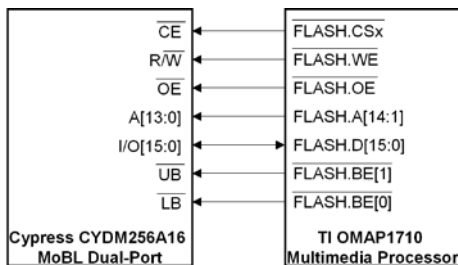 CE FLASH.CSx
R/W FLASH.WE
OE FLASH.OE
A[13:0] FLASH.A[14:1]
I/O[15:0] FLASH.D[15:0]
UB FLASH.BE[1]
LB FLASH.BE[0]
Cypress CYDM256A16 TI OMAP1710
MoBL Dual-Port Multimedia Processor